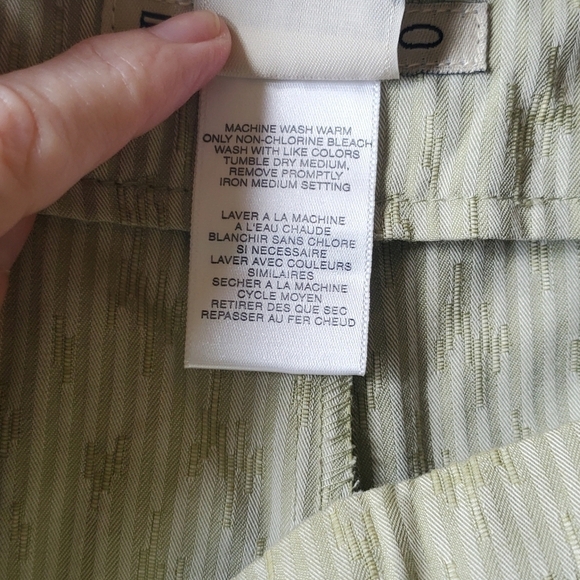 MACHINE WASH WARM
ONLY NON-CHLORINE BLEACH
WASH WITH LIKE COLORS
TUMBLE DRY MEDIUM,
REMOVE PROMPTLY
IRON MEDIUM SETTING
LAVER A LA MACHINE
A L'EAU CHAUDE
BLANCHIR SANS CHLORE
SI NECESSAIRE
LAVER AVEC COULEURS
SIMILAIRES
SECHER A LA MACHINE
CYCLE MOYEN
RETIRER DES QUE SEC
REPASSER AU FER CHEUD